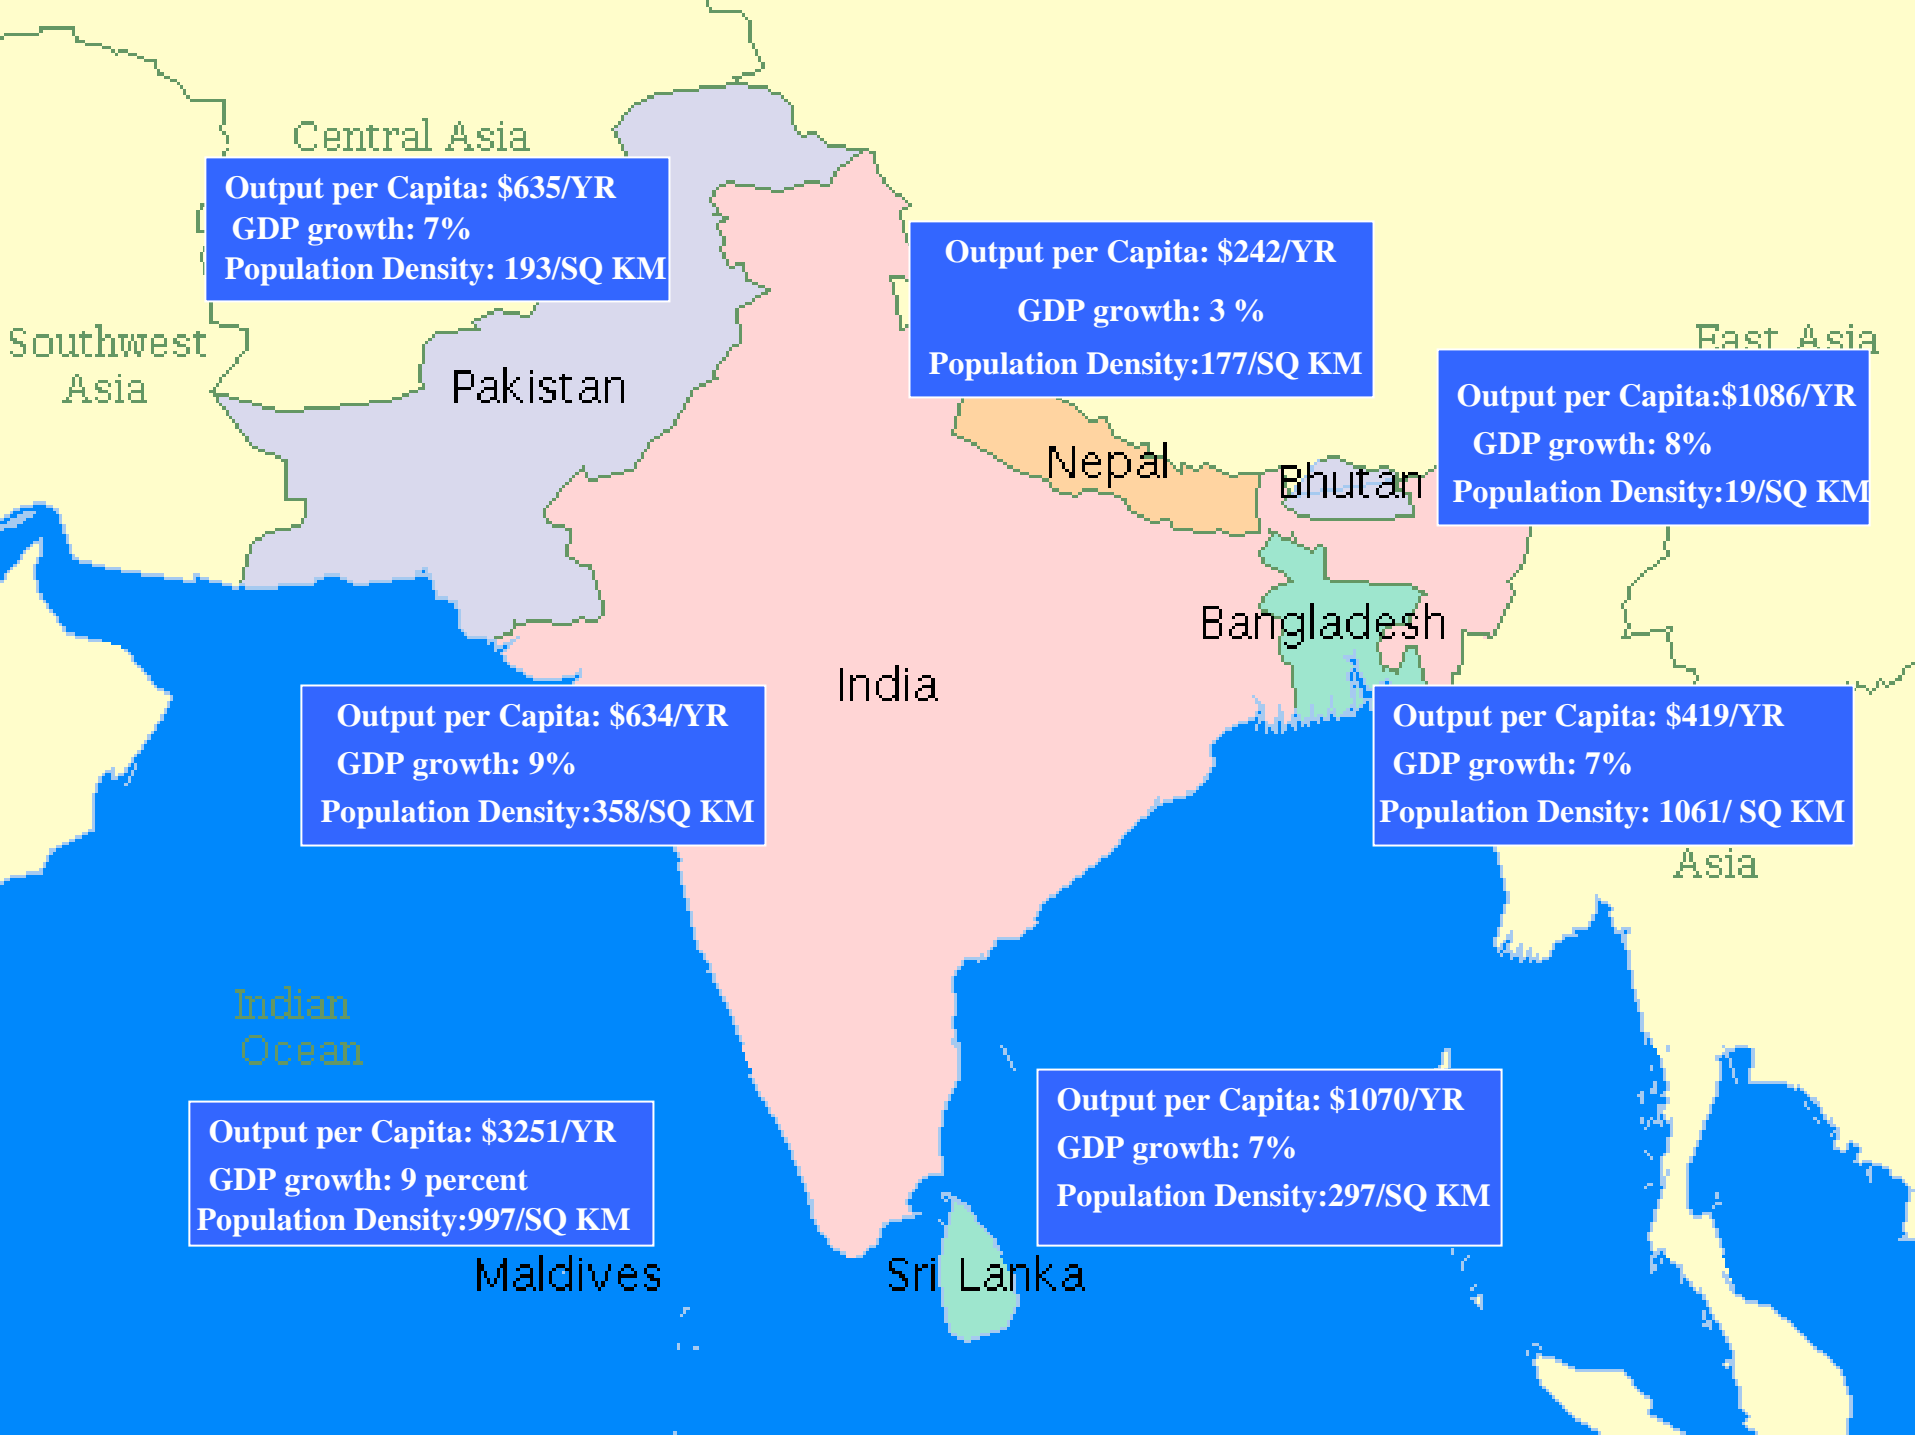 Central Asia
Output per Capita: $635/YR
GDP growth: 7%
Population Density: 193/SQ KM
Output per Capita: $242/YR
GDP growth: 3 %
Population Density:177/SQ KM
Southwest
Asia
East Asia
Pakistan
Output per Capita:$1086/YR
GDP growth: 8%
Population Density:19/SQ KM
Nepal
Bhutan
Bangladesh
India
Output per Capita: $634/YR
GDP growth: 9%
Population Density:358/SQ KM
Output per Capita: $419/YR
GDP growth: 7%
Population Density: 1061/ SQ KM
Asia
Indian
Ocean
Output per Capita: $3251/YR
GDP growth: 9 percent
Population Density:997/SQ KM
Output per Capita: $1070/YR
GDP growth: 7%
Population Density:297/SQ KM
Maldives
Sri Lanka